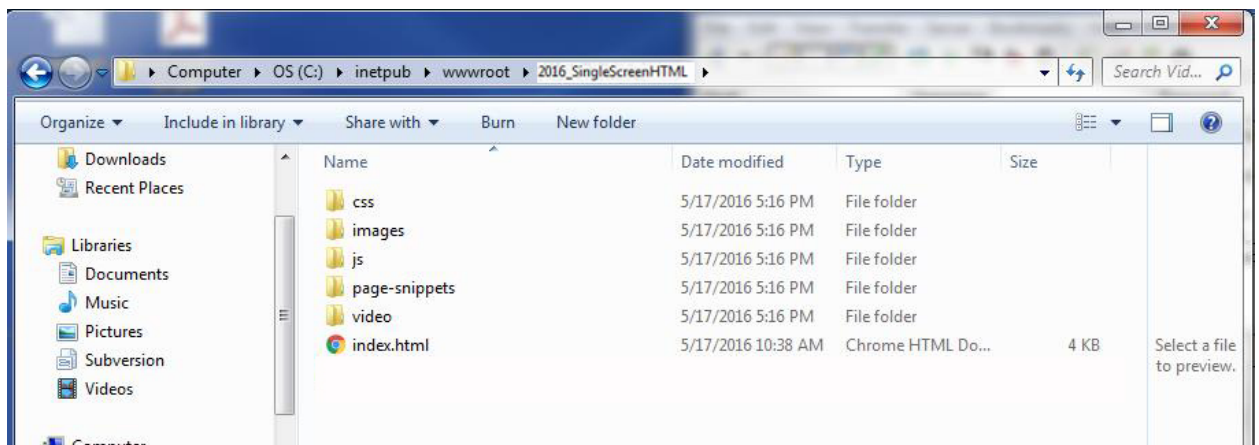 Computer ▸ OS (C:) ▸ inetpub ▸ wwwroot ▸ 2016_SingleScreenHTML ▸ Search Vid...
Organize Include in library Share with Burn New folder
Name Date modified Type Size
Downloads
Recent Places
Libraries
Documents
Music
Pictures
Subversion
Videos
Computer
css 5/17/2016 5:16 PM File folder
images 5/17/2016 5:16 PM File folder
js 5/17/2016 5:16 PM File folder
page-snippets 5/17/2016 5:16 PM File folder
video 5/17/2016 5:16 PM File folder
index.html 5/17/2016 10:38 AM Chrome HTML Do... 4 KB
Select a file
to preview.